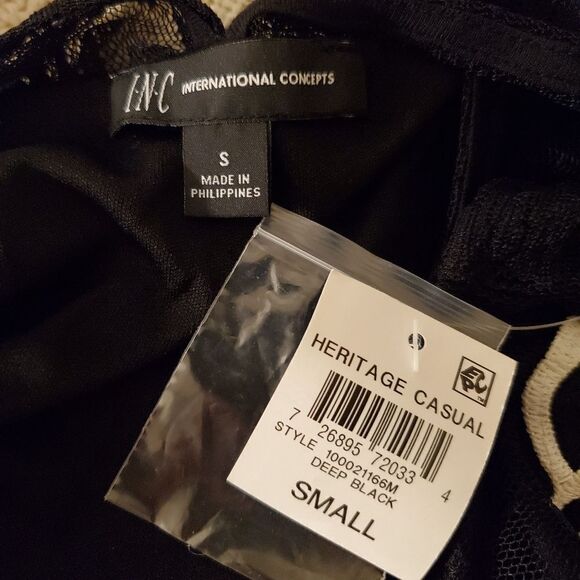 I·N·C INTERNATIONAL CONCEPTS
S
MADE IN
PHILIPPINES
HERITAGE CASUAL
7 26895 72033 4
STYLE 100021166M
DEEP BLACK
SMALL